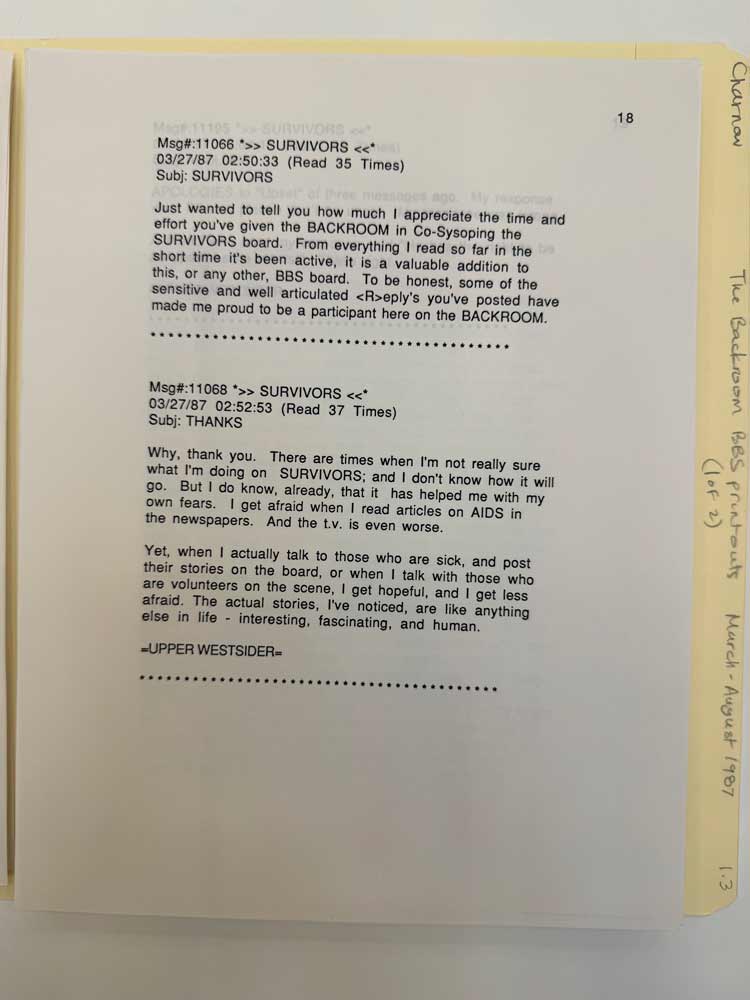 18
Msg#:11066 *>> SURVIVORS <<*
03/27/87 02:50:33 (Read 35 Times)
Subj: SURVIVORS
Just wanted to tell you how much I appreciate the time and
effort you've given the BACKROOM in Co-Sysoping the
SURVIVORS board. From everything I read so far in the
short time it's been active, it is a valuable addition to
this, or any other, BBS board. To be honest, some of the
sensitive and well articulated <R>eply's you've posted have
made me proud to be a participant here on the BACKROOM.
****************************************
Msg#:11068 *>> SURVIVORS <<*
03/27/87 02:52:53 (Read 37 Times)
Subj: THANKS
Why, thank you. There are times when I'm not really sure
what I'm doing on SURVIVORS; and I don't know how it will
go. But I do know, already, that it has helped me with my
own fears. I get afraid when I read articles on AIDS in
the newspapers. And the t.v. is even worse.
Yet, when I actually talk to those who are sick, and post
their stories on the board, or when I talk with those who
are volunteers on the scene, I get hopeful, and I get less
afraid. The actual stories, I've noticed, are like anything
else in life - interesting, fascinating, and human.
=UPPER WESTSIDER=
****************************************
Charnow
The Backroom BBS printouts March - August 1987
(1 of 2)
1.3